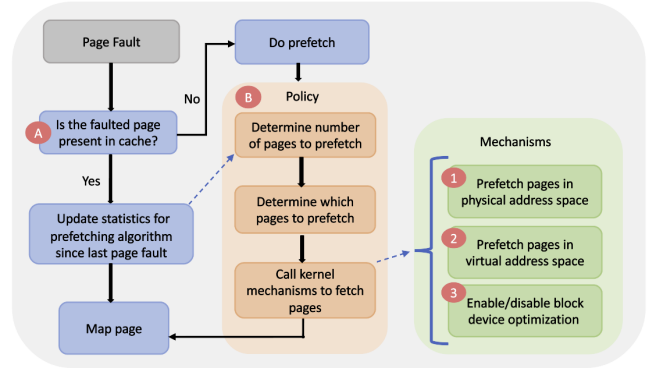 Page Fault
Do prefetch
No
A
Is the faulted page
present in cache?
Yes
Update statistics for
prefetching algorithm
since last page fault
Map page
B
Policy
Determine number
of pages to prefetch
Determine which
pages to prefetch
Call kernel
mechanisms to fetch
pages
Mechanisms
1
Prefetch pages in
physical address space
2
Prefetch pages in
virtual address space
3
Enable/disable block
device optimization